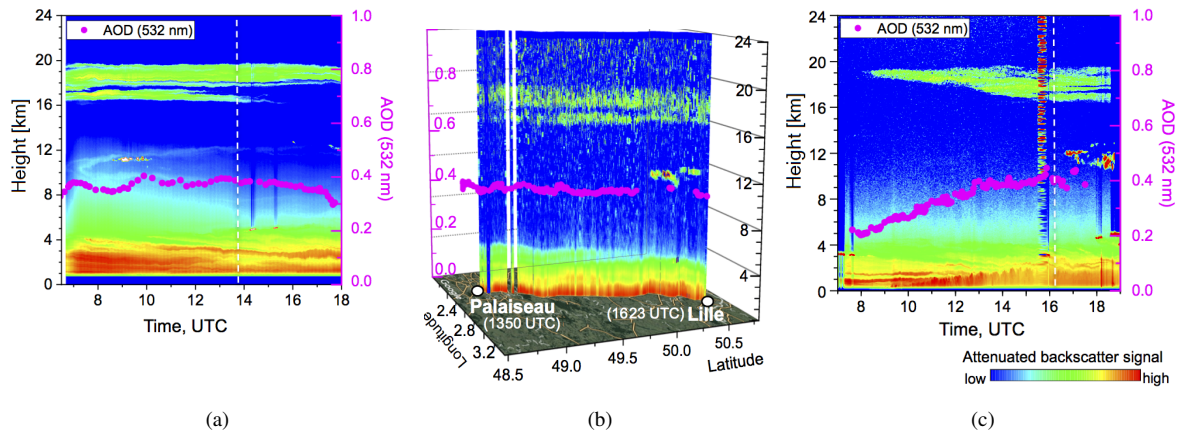 AOD (532 nm)
24
20
16
12
8
4
0
Height [km]
1.0
0.8
0.6
0.4
0.2
0.0
AOD (532 nm)
8 10 12 14 16 18
Time, UTC
(a)
1.0
0.8
0.6
0.4
0.2
0.0
24
20
16
12
8
4
Palaiseau
(1350 UTC)
(1623 UTC) Lille
2.4
2.8
3.2
Longitude
48.5 49.0 49.5 50.0 50.5
Latitude
(b)
AOD (532 nm)
24
20
16
12
8
4
0
Height [km]
1.0
0.8
0.6
0.4
0.2
0.0
AOD (532 nm)
8 10 12 14 16 18
Time, UTC
Attenuated backscatter signal
low high
(c)